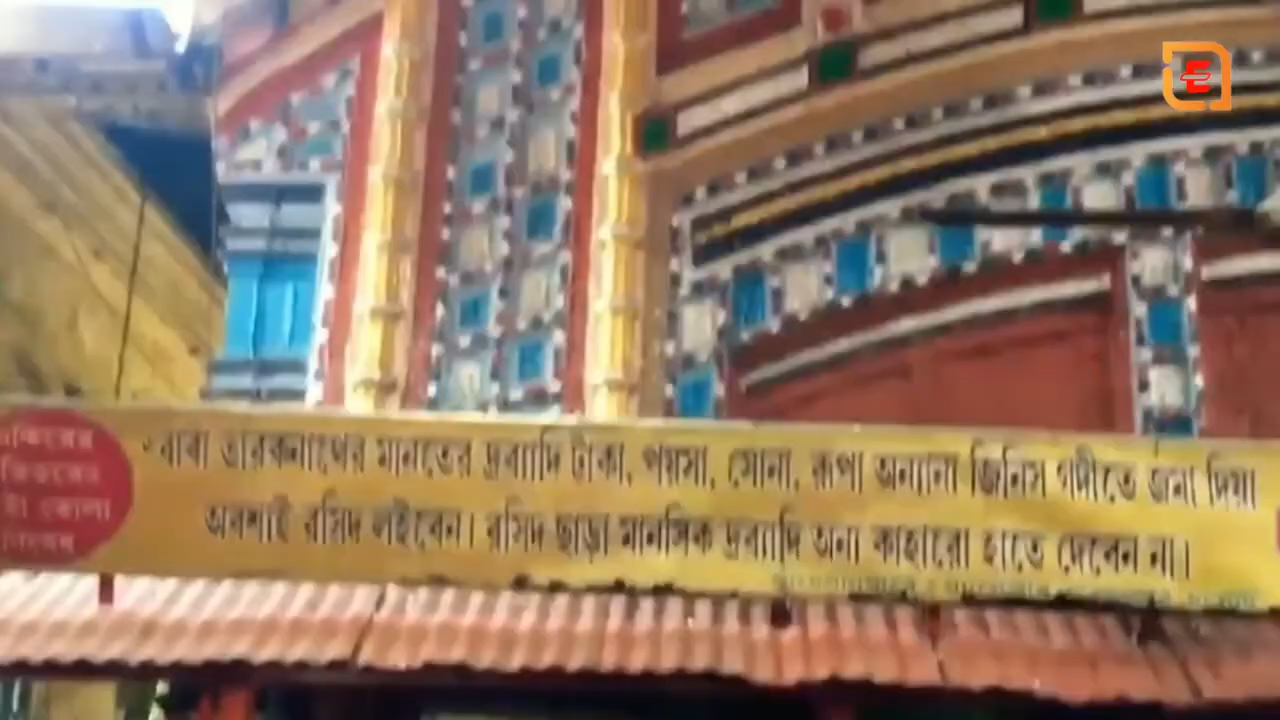 বাবা তারকনাথের মানতের দ্রব্যাদি টাকা, পয়সা, সোনা, রূপা অন্যান্য জিনিস গদীতে জমা দিয়া
অবশ্যই রসিদ লইবেন। রসিদ ছাড়া মানসিক দ্রব্যাদি অন্য কাহারো হাতে দেবেন না।